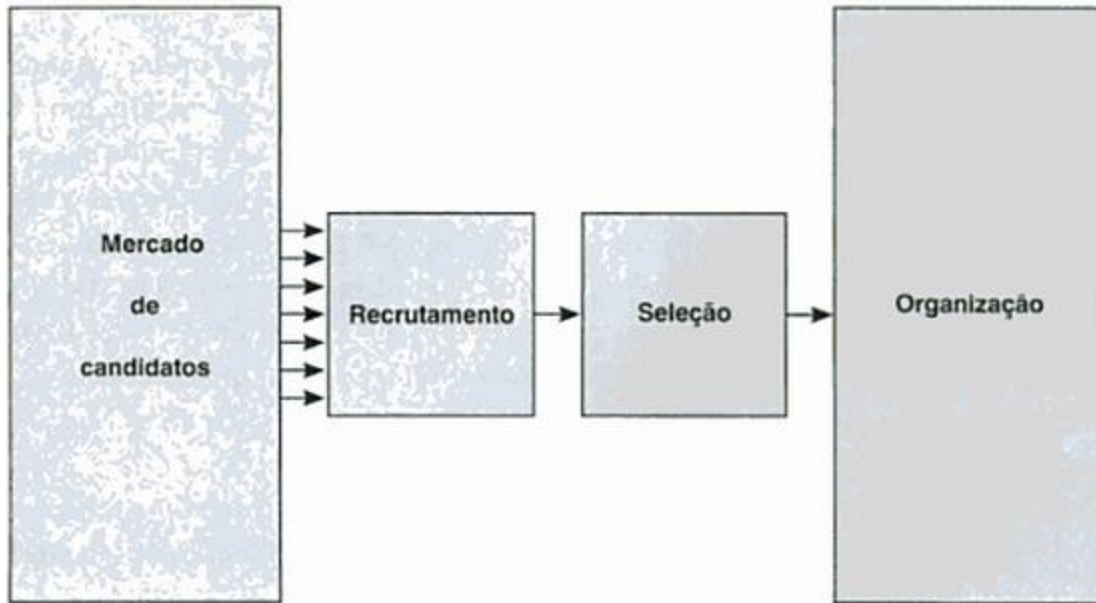 Mercado
de
candidatos
Recrutamento
Seleção
Organização